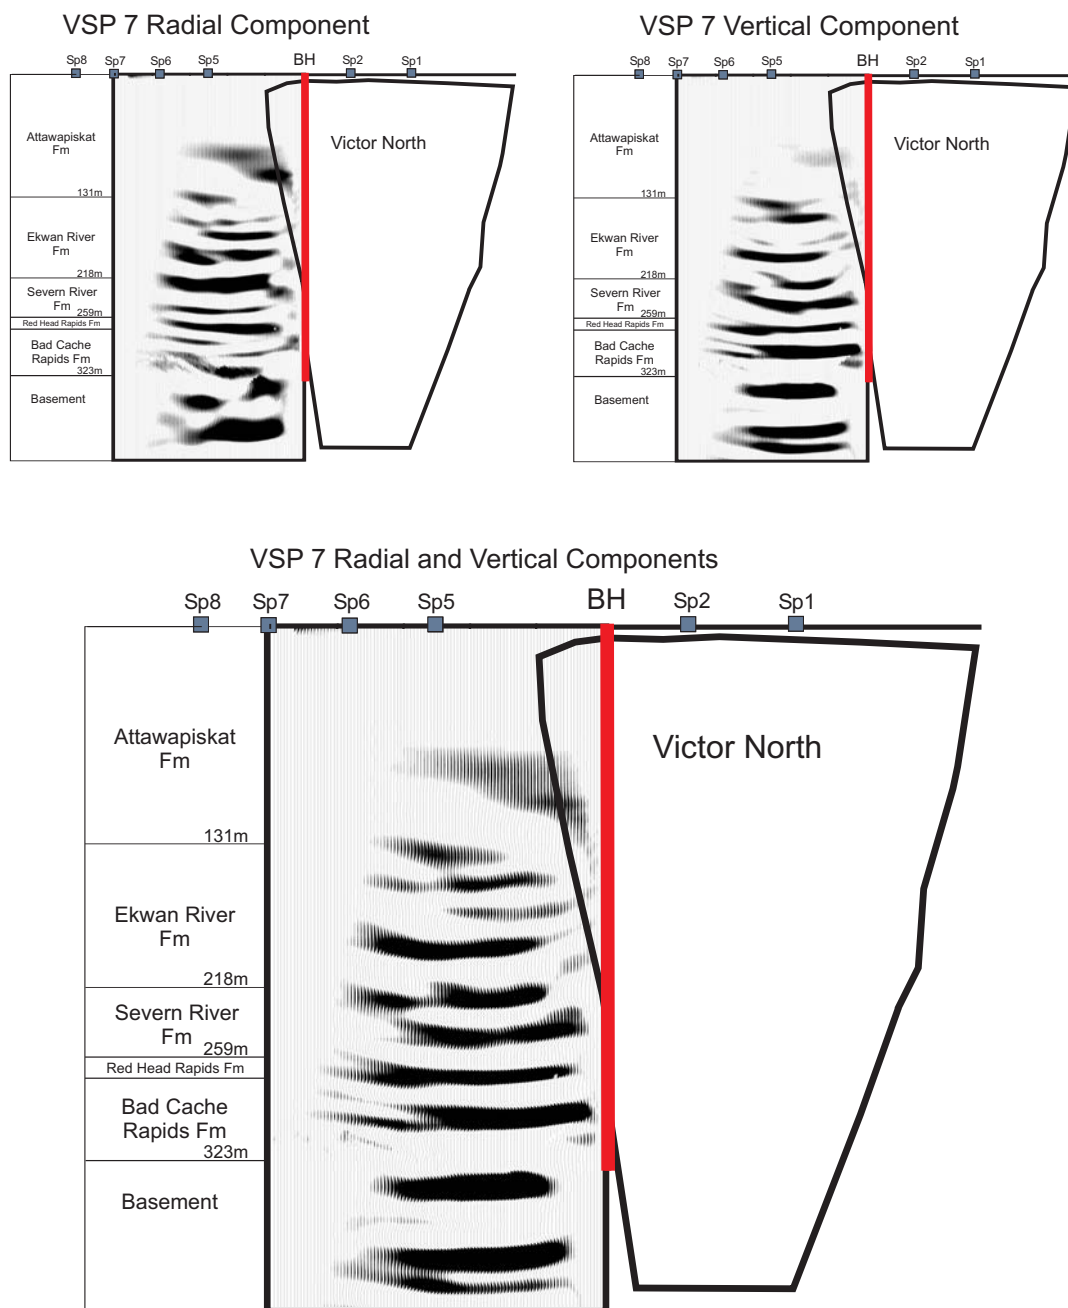 VSP 7 Radial Component
Sp8 Sp7 Sp6 Sp5 BH Sp2 Sp1
Attawapiskat
Fm
Victor North
131m
Ekwan River
Fm
218m
Severn River
Fm
259m
Red Head Rapids Fm
Bad Cache
Rapids Fm
323m
Basement
VSP 7 Vertical Component
Sp8 Sp7 Sp6 Sp5 BH Sp2 Sp1
Attawapiskat
Fm
Victor North
131m
Ekwan River
Fm
218m
Severn River
Fm
259m
Red Head Rapids Fm
Bad Cache
Rapids Fm
323m
Basement
VSP 7 Radial and Vertical Components
Sp8 Sp7 Sp6 Sp5 BH Sp2 Sp1
Attawapiskat
Fm
Victor North
131m
Ekwan River
Fm
218m
Severn River
Fm
259m
Red Head Rapids Fm
Bad Cache
Rapids Fm
323m
Basement